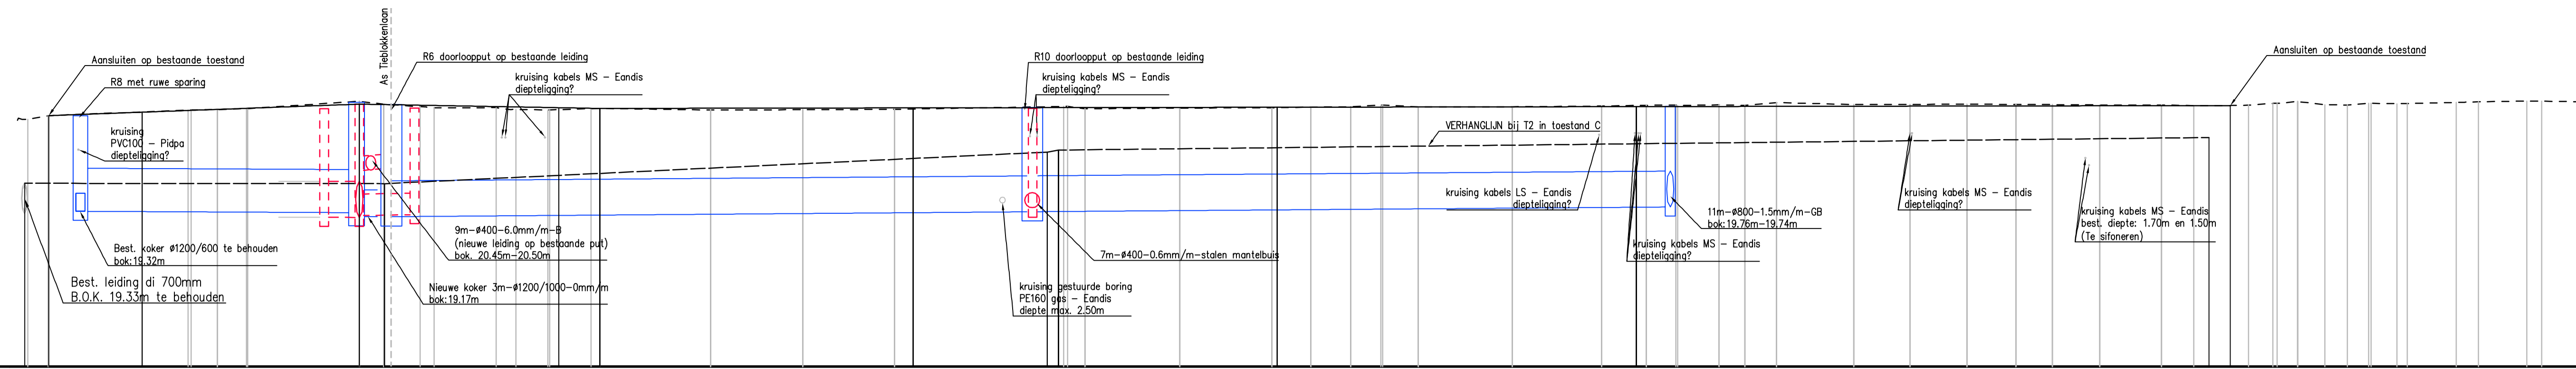 Aansluiten op bestaande toestand
R8 met ruwe sparing
kruising
PVC100 - Pidpa
diepteligging?
Best. koker ø1200/600 te behouden
bok:19.32m
Best. leiding di 700mm
B.O.K. 19.33m te behouden
As Tieblokkenlaan
R6 doorloopput op bestaande leiding
kruising kabels MS - Eandis
diepteligging?
9m-ø400-6.0mm/m-B
(nieuwe leiding op bestaande put)
bok. 20.45m-20.50m
Nieuwe koker 3m-ø1200/1000-0mm/m
bok:19.17m
R10 doorloopput op bestaande leiding
kruising kabels MS - Eandis
diepteligging?
7m-ø400-0.6mm/m-stalen mantelbuis
kruising gestuurde boring
PE160 gas - Eandis
diepte max. 2.50m
VERHANGLIJN bij T2 in toestand C
kruising kabels LS - Eandis
diepteligging?
11m-ø800-1.5mm/m-GB
bok:19.76m-19.74m
kruising kabels MS - Eandis
diepteligging?
kruising kabels MS - Eandis
diepteligging?
kruising kabels MS - Eandis
best. diepte: 1.70m en 1.50m
(Te sifoneren)
Aansluiten op bestaande toestand